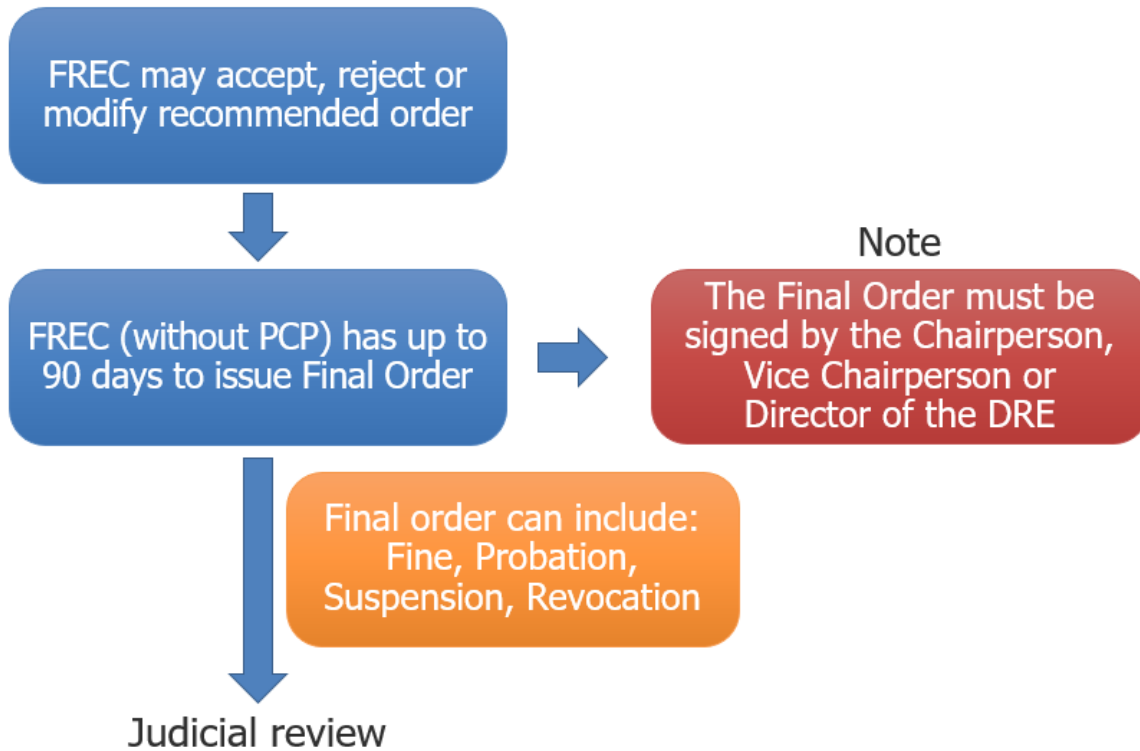 FREC may accept, reject or
modify recommended order
FREC (without PCP) has up to
90 days to issue Final Order
Note
The Final Order must be
signed by the Chairperson,
Vice Chairperson or
Director of the DRE
Final order can include:
Fine, Probation,
Suspension, Revocation
Judicial review